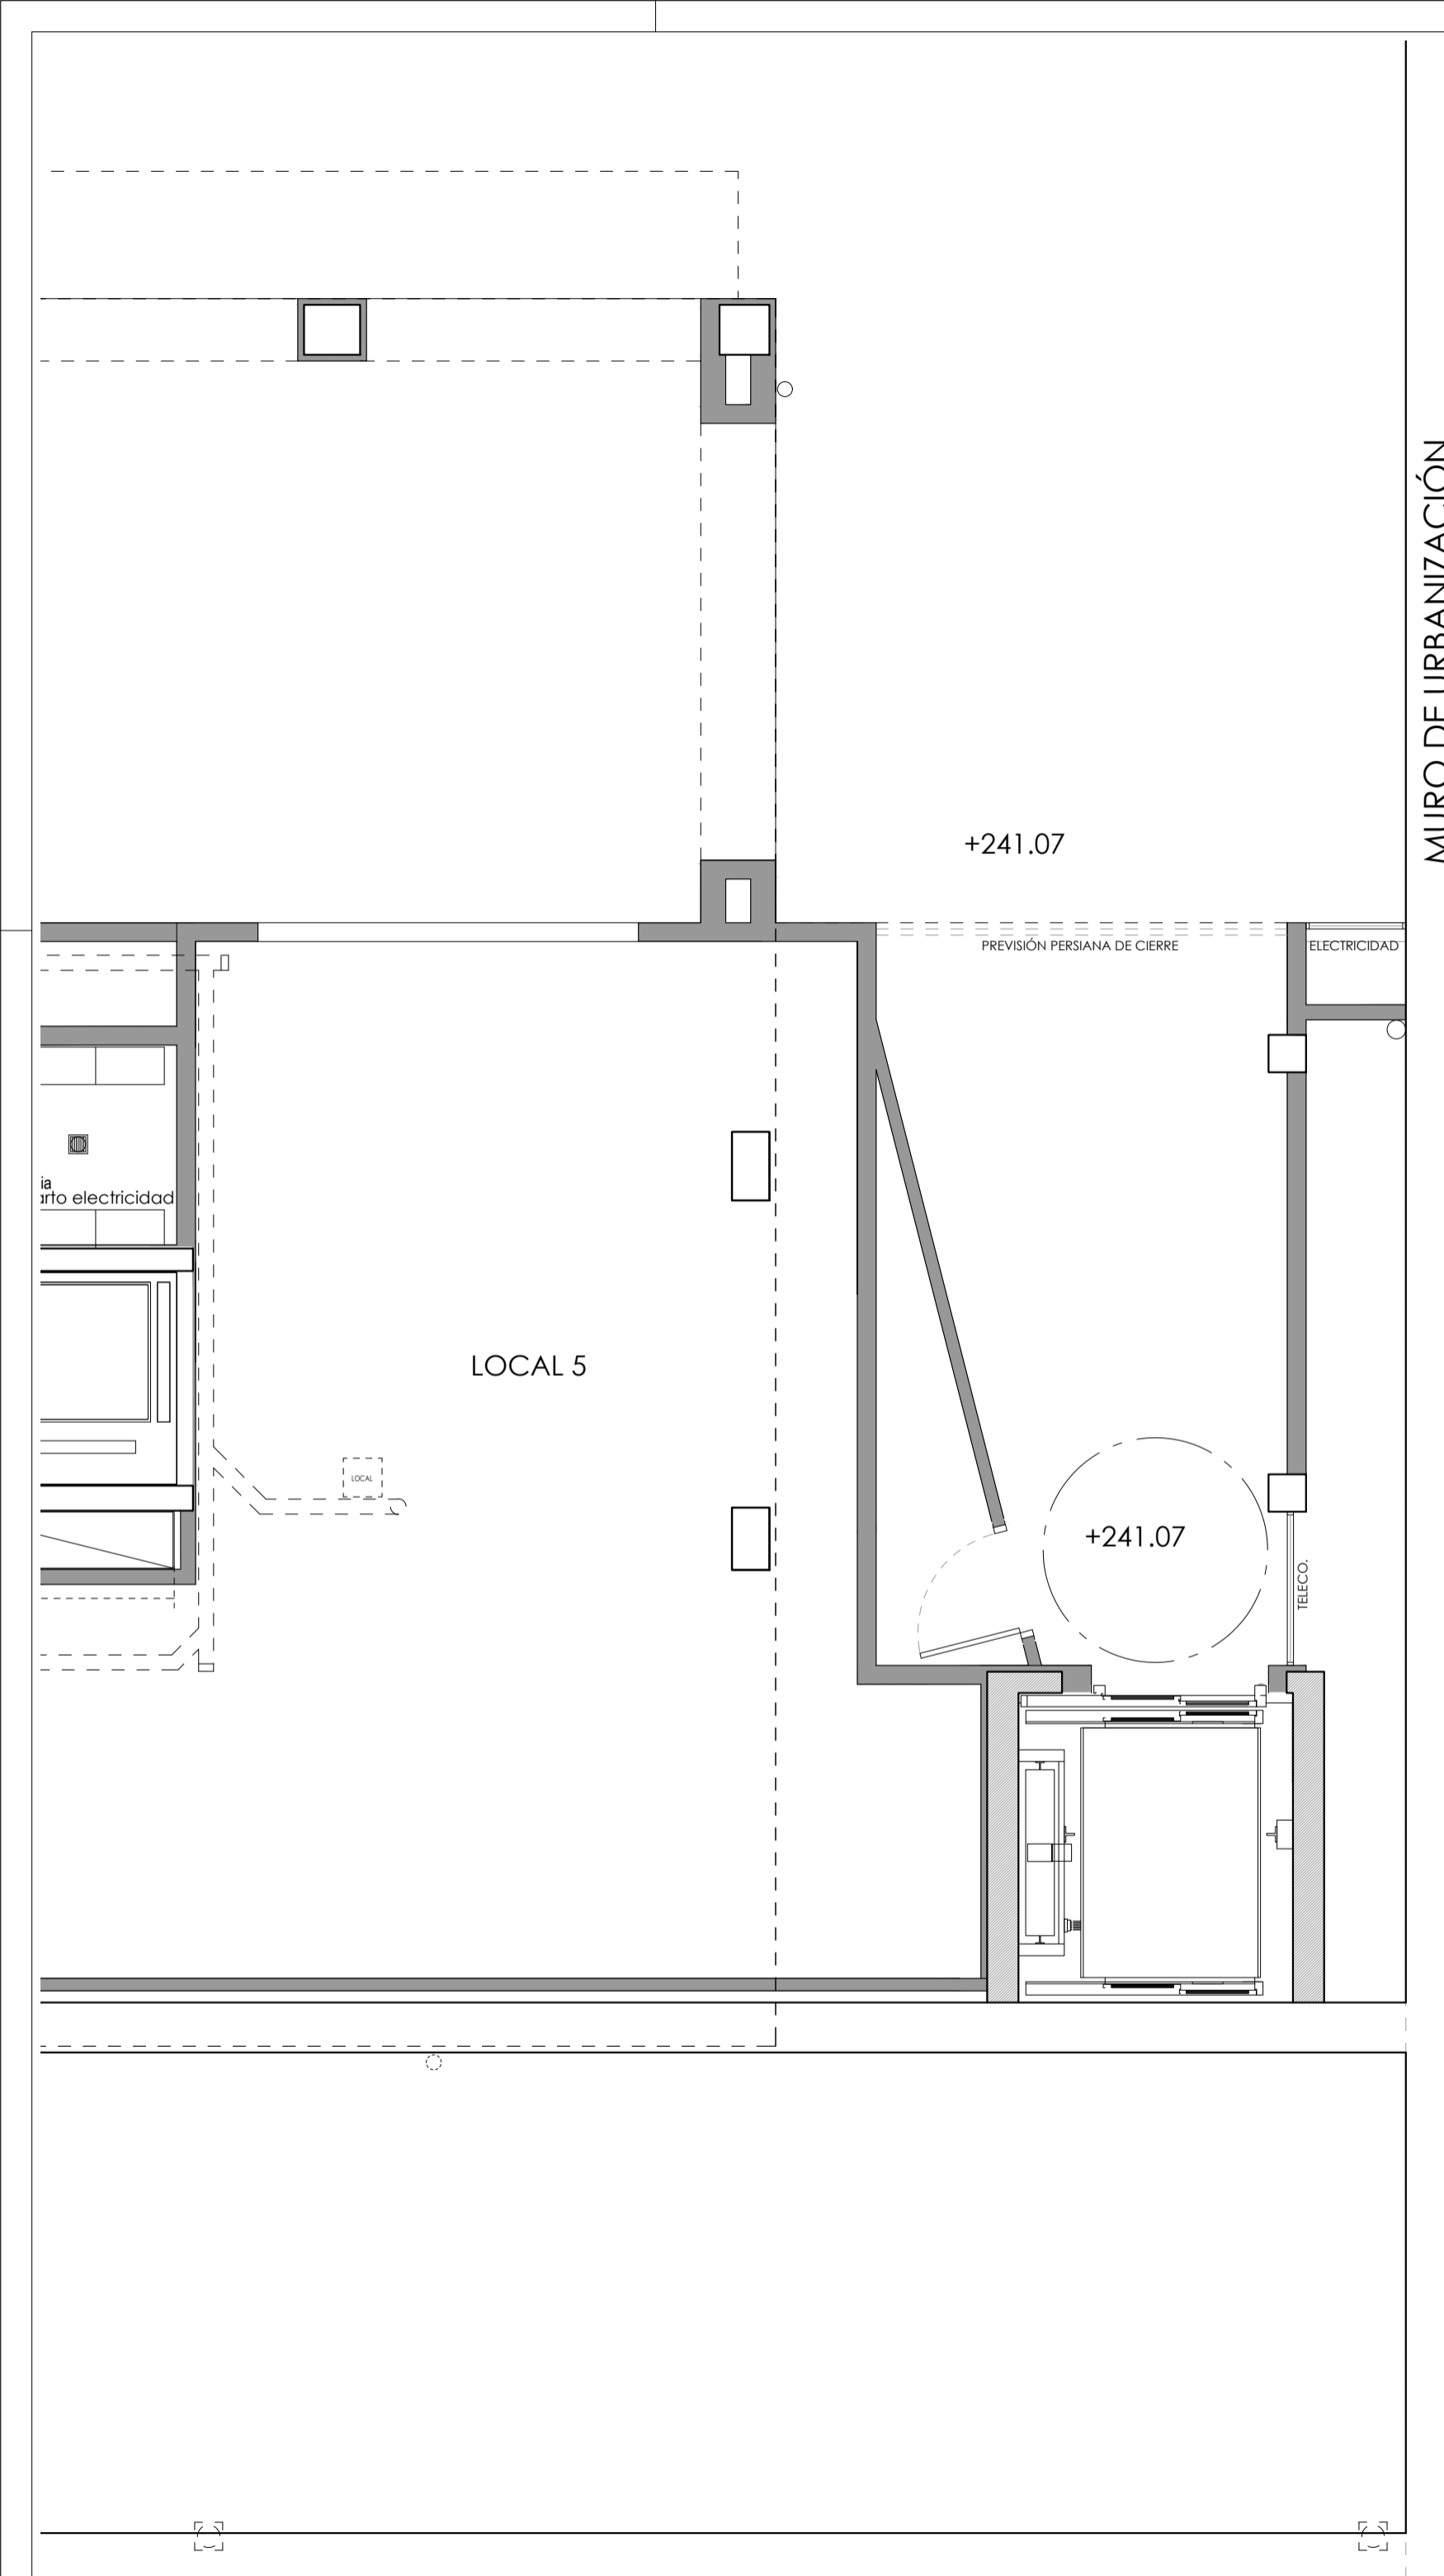 MURO DE URBANIZACIÓN
+241.07
PREVISIÓN PERSIANA DE CIERRE
ELECTRICIDAD
ia
arto electricidad
LOCAL 5
LOCAL
+241.07
TELECO.